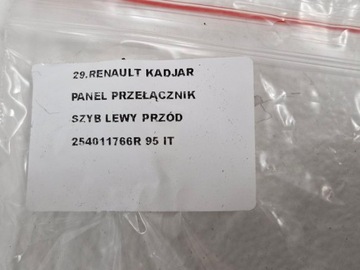 29.RENAULT KADJAR
PANEL PRZEŁĄCZNIK
SZYB LEWY PRZÓD
254011766R 95 IT